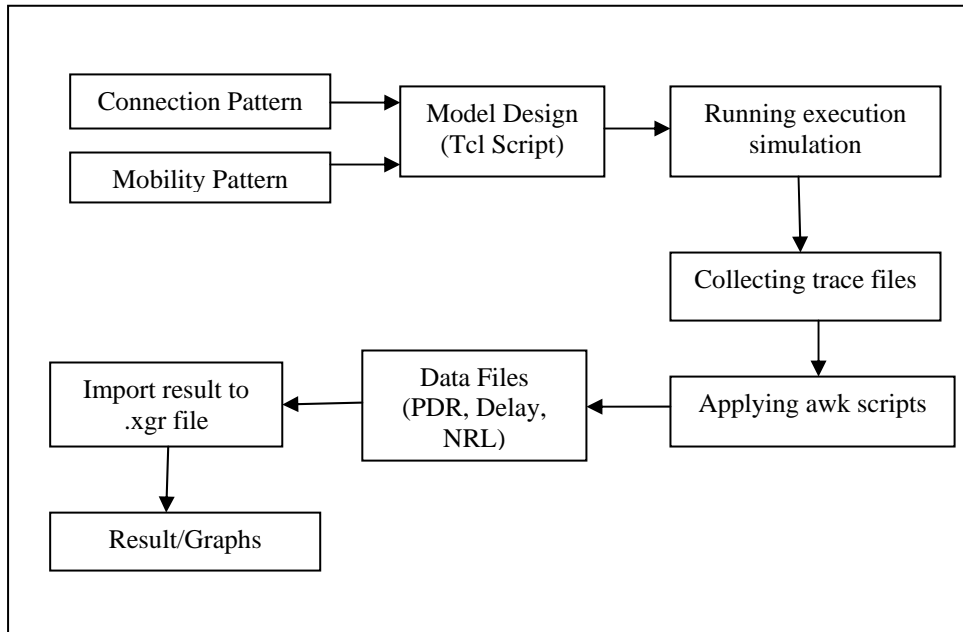 Connection Pattern
Mobility Pattern
Model Design
(Tcl Script)
Running execution
simulation
Collecting trace files
Applying awk scripts
Data Files
(PDR, Delay,
NRL)
Import result to
.xgr file
Result/Graphs